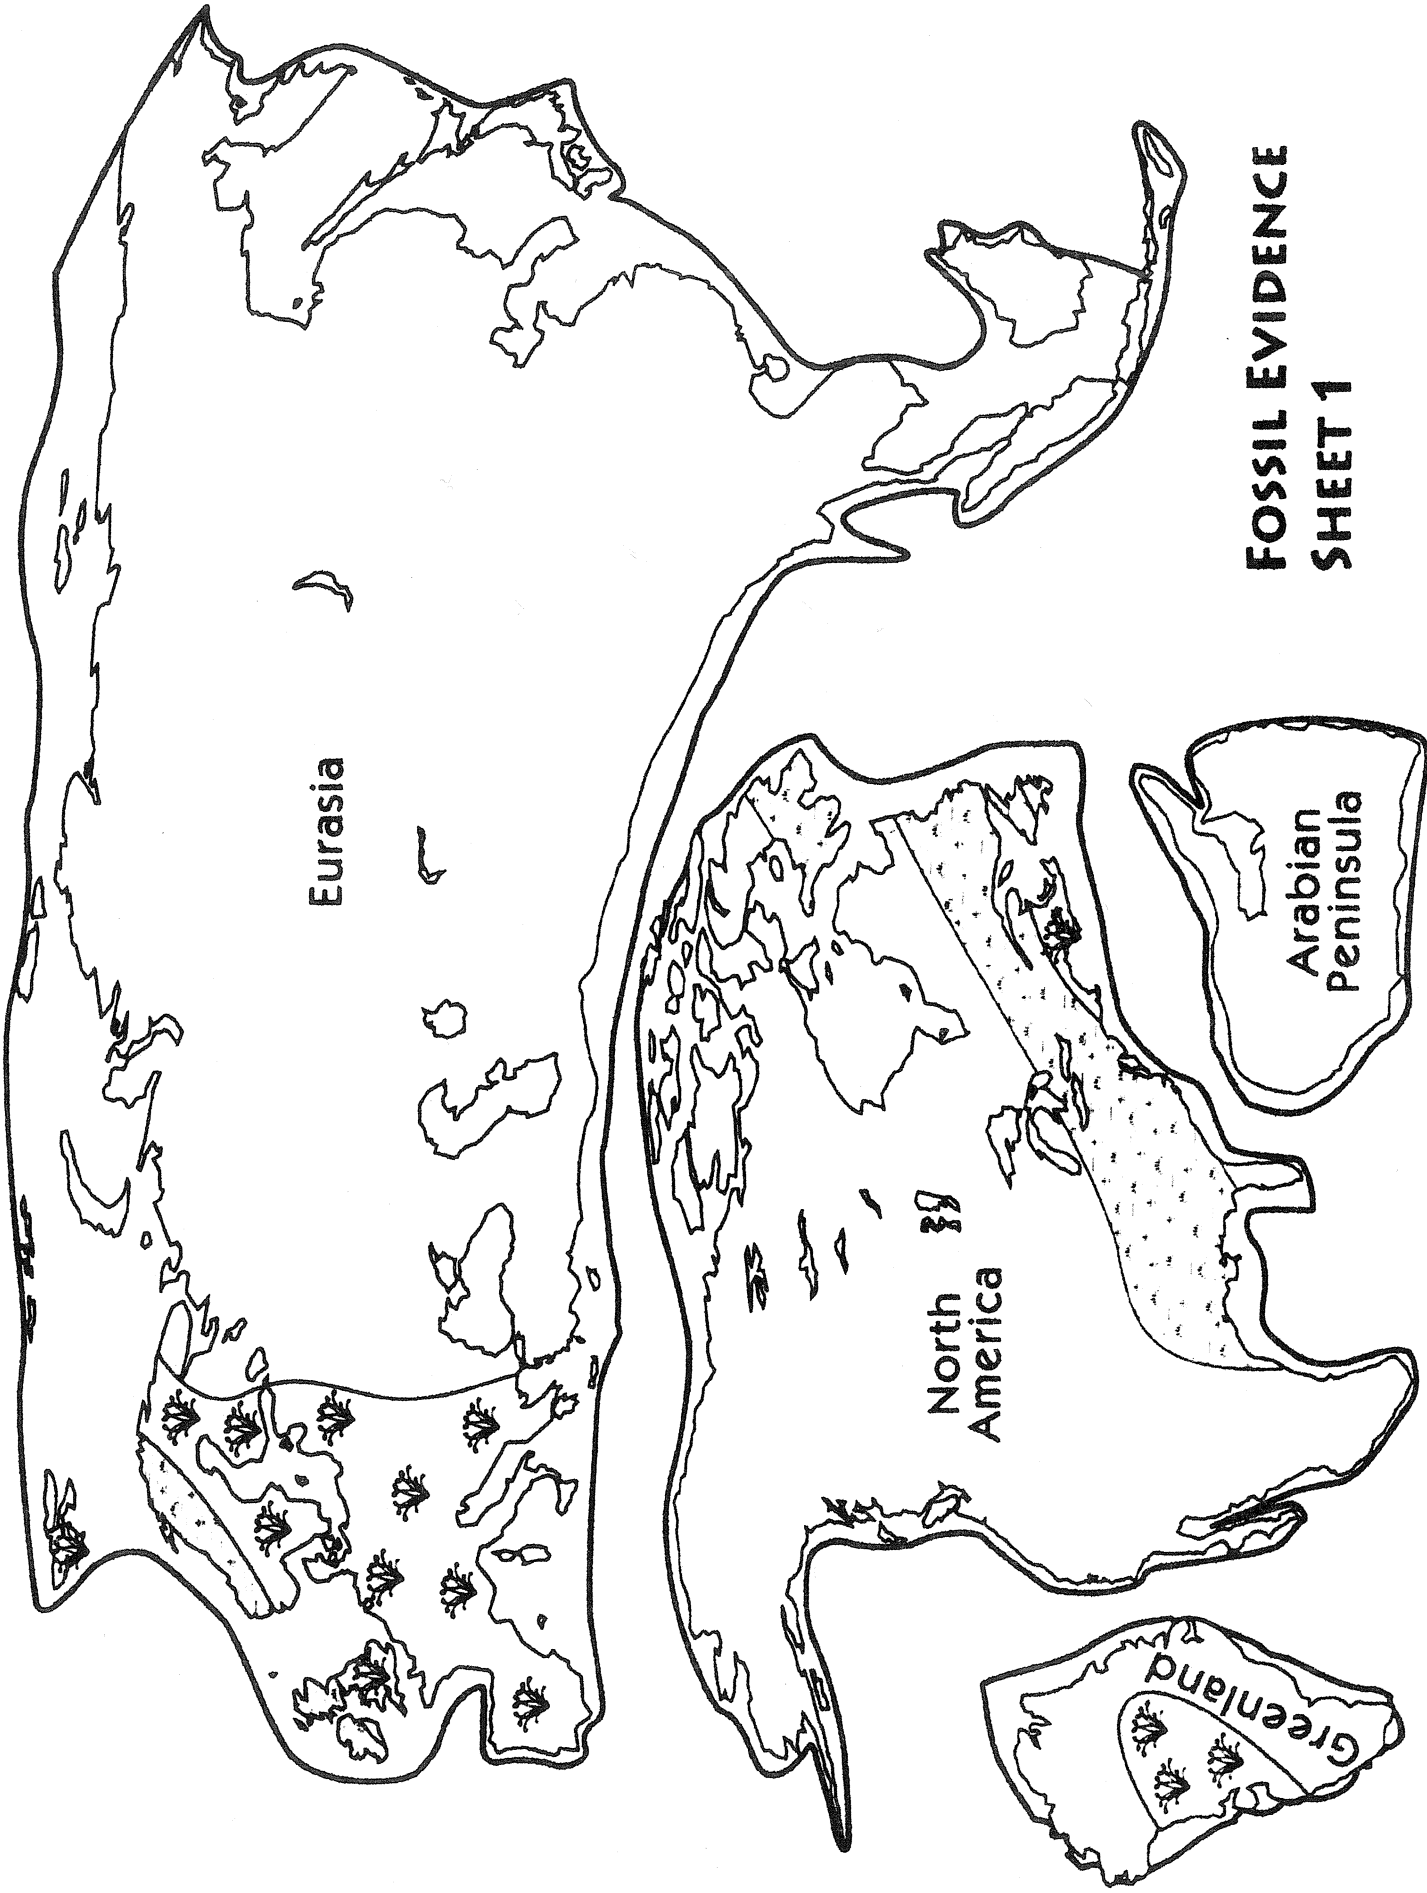 FOSSIL EVIDENCE
SHEET 1
Eurasia
North
America
Arabian
Peninsula
Greenland